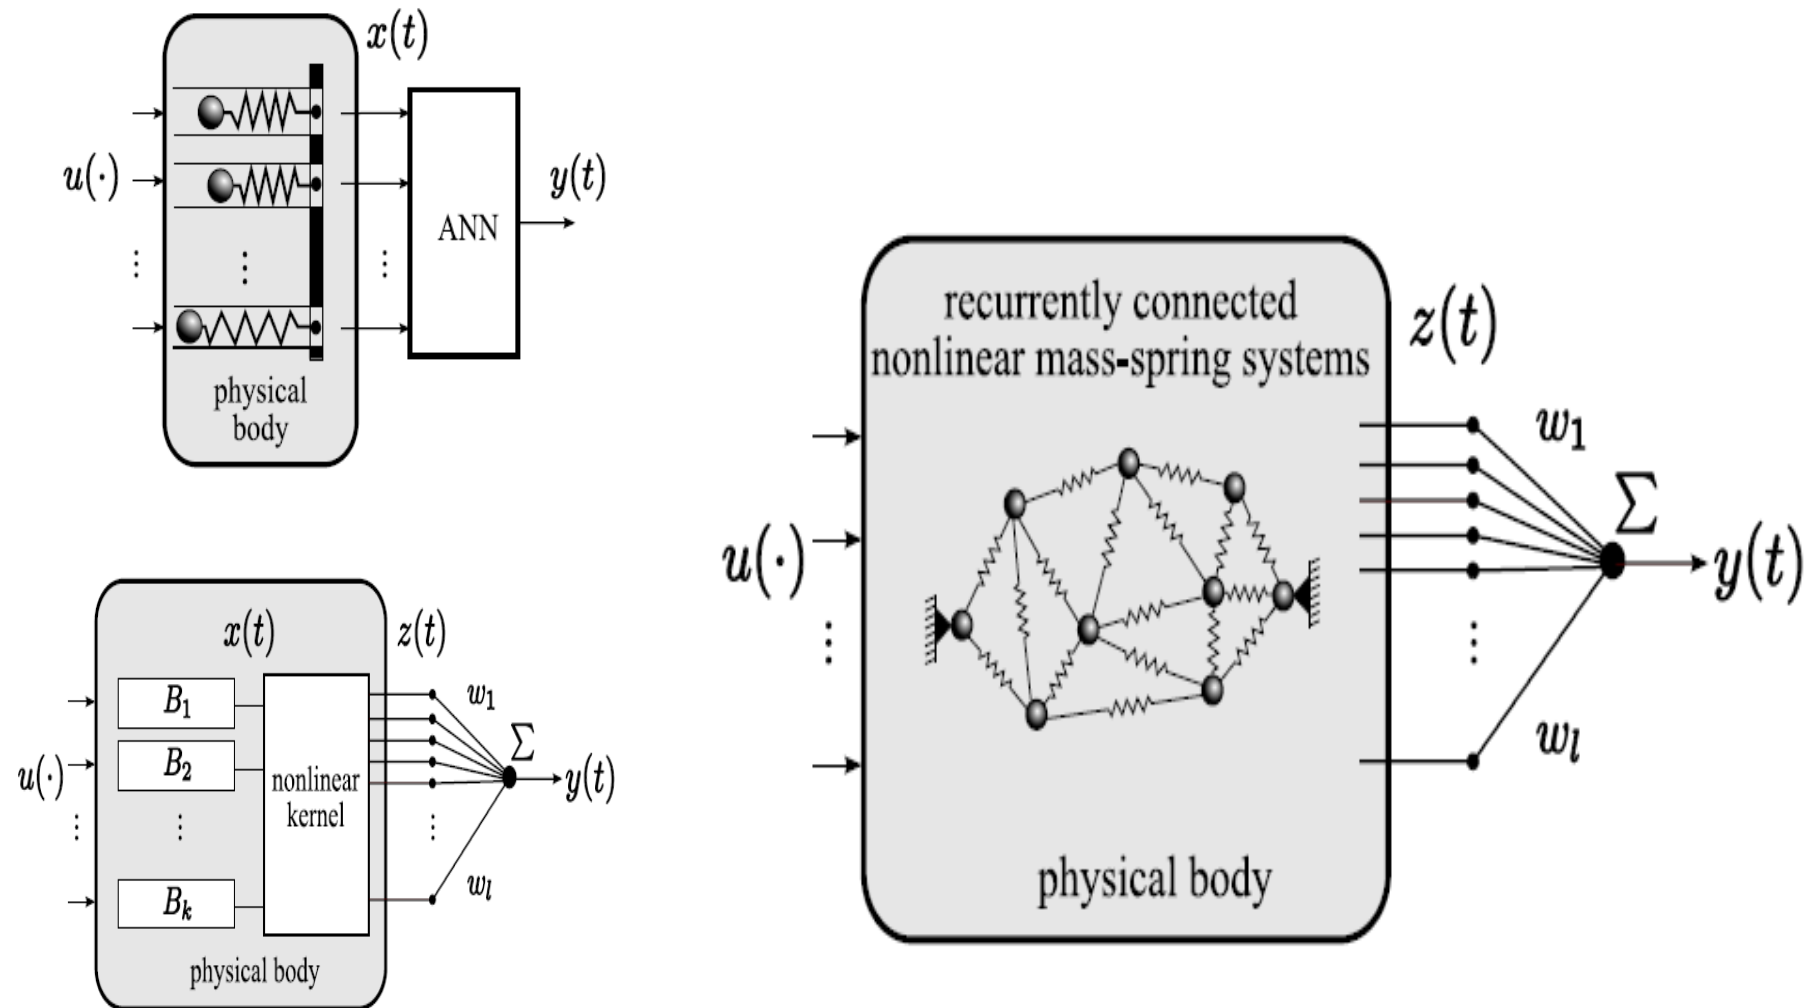 x(t)
u(·)
ANN
y(t)
physical
body
x(t)
z(t)
B₁
B₂
Bₖ
u(·)
nonlinear
kernel
w₁
∑
y(t)
wₗ
physical body
recurrently connected
nonlinear mass-spring systems
z(t)
w₁
∑
u(·)
y(t)
wₗ
physical body